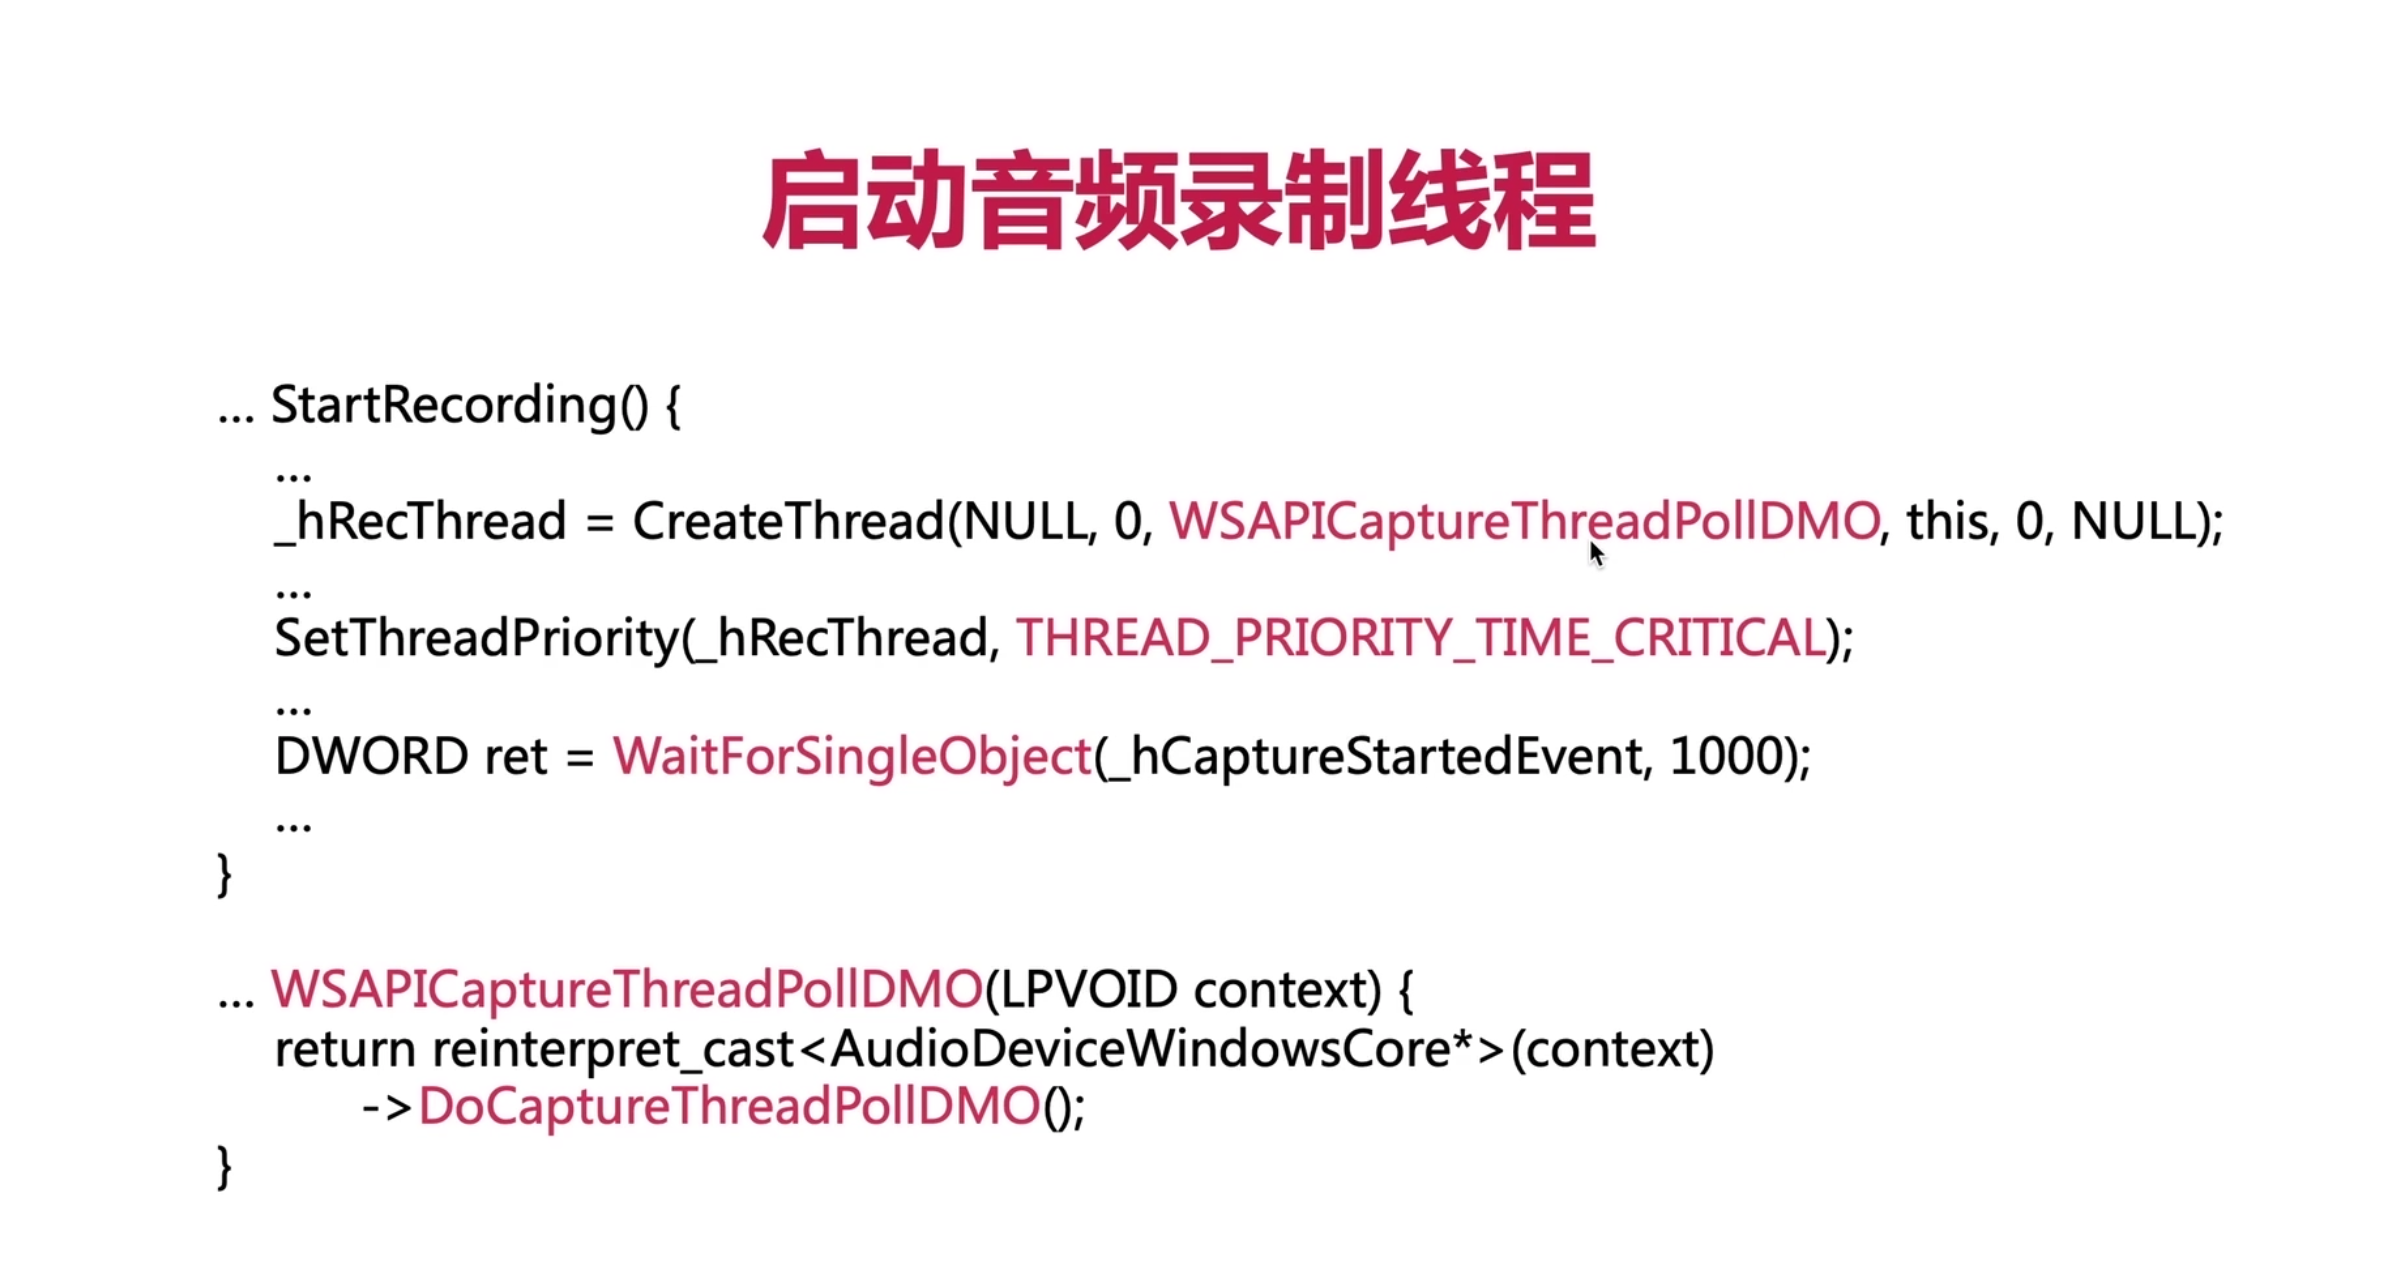 启动音频录制线程
... StartRecording() {
...
_hRecThread = CreateThread(NULL, 0, WSAPICaptureThreadPollDMO, this, 0, NULL);
...
SetThreadPriority(_hRecThread, THREAD_PRIORITY_TIME_CRITICAL);
...
DWORD ret = WaitForSingleObject(_hCaptureStartedEvent, 1000);
...
}
... WSAPICaptureThreadPollDMO(LPVOID context) {
return reinterpret_cast<AudioDeviceWindowsCore*>(context)
->DoCaptureThreadPollDMO();
}